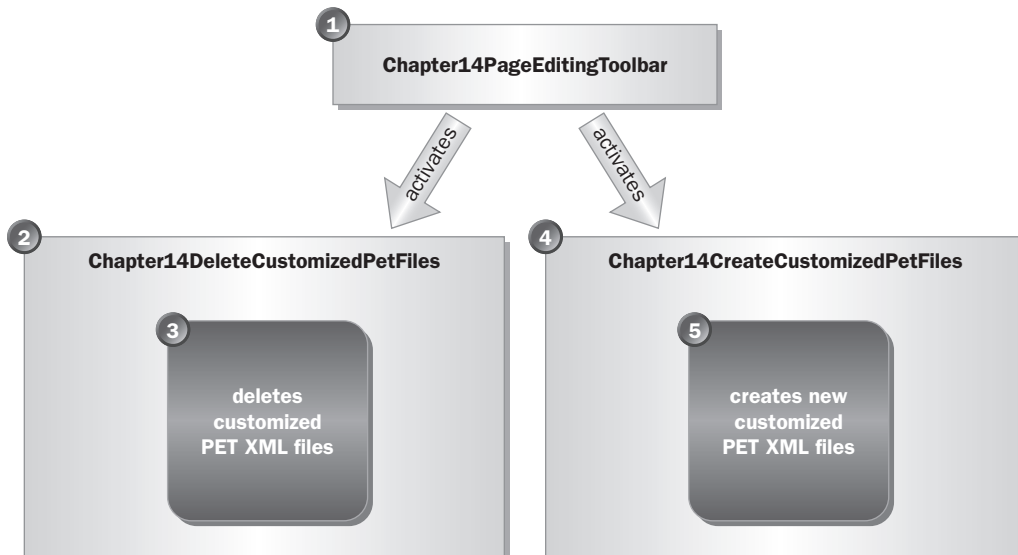 1
Chapter14PageEditingToolbar
activates
activates
2
Chapter14DeleteCustomizedPetFiles
3
deletes
customized
PET XML files
4
Chapter14CreateCustomizedPetFiles
5
creates new
customized
PET XML files